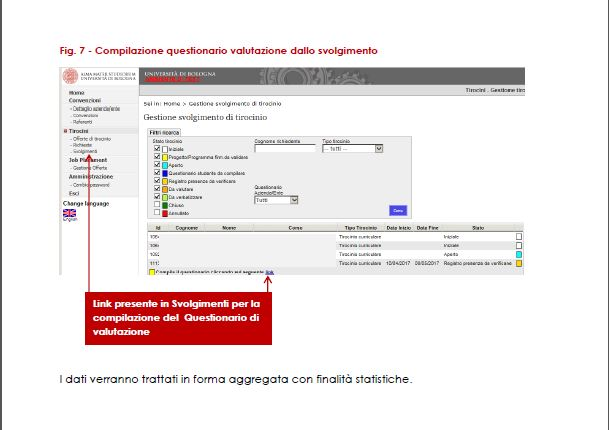 Fig. 7 - Compilazione questionario valutazione dallo svolgimento
ALMA MATER STUDIORUM
UNIVERSITÀ DI BOLOGNA
UNIVERSITÀ DI BOLOGNA
Tirocini . Gestione tiro
Home
Convenzioni
- Dettaglio azienda/ente
- Convenzioni
- Referenti
Tirocini
- Offerte di tirocinio
- Richieste
- Svolgimenti
Job Placement
- Gestione Offerte
Amministrazione
- Cambio password
Esci
Change language
English
Sei in: Home > Gestione svolgimento di tirocinio
Gestione svolgimento di tirocinio
Filtri ricerca
Stato tirocinio
Cognome richiedente
Tipo tirocinio
Iniziale
--- tutti ---
Progetto/Programma firm. da validare
Aperto
Questionario studente da compilare
Registro presenze da verificare
Da valutare
Questionario
Azienda/Ente
Da verbalizzare
Tutti
Chiuso
Annullato
Cerca
Id Cognome Nome Corso Tipo Tirocinio Data Inizio Data Fine Stato
Tirocinio curriculare Iniziale
Tirocinio curriculare Iniziale
Tirocinio curriculare Aperto
Tirocinio curriculare 10/04/2017 Registro presenze da verificare
Compila il questionario cliccando sul seguente link
Link presente in Svolgimenti per la
compilazione del Questionario di
valutazione
I dati verranno trattati in forma aggregata con finalità statistiche.